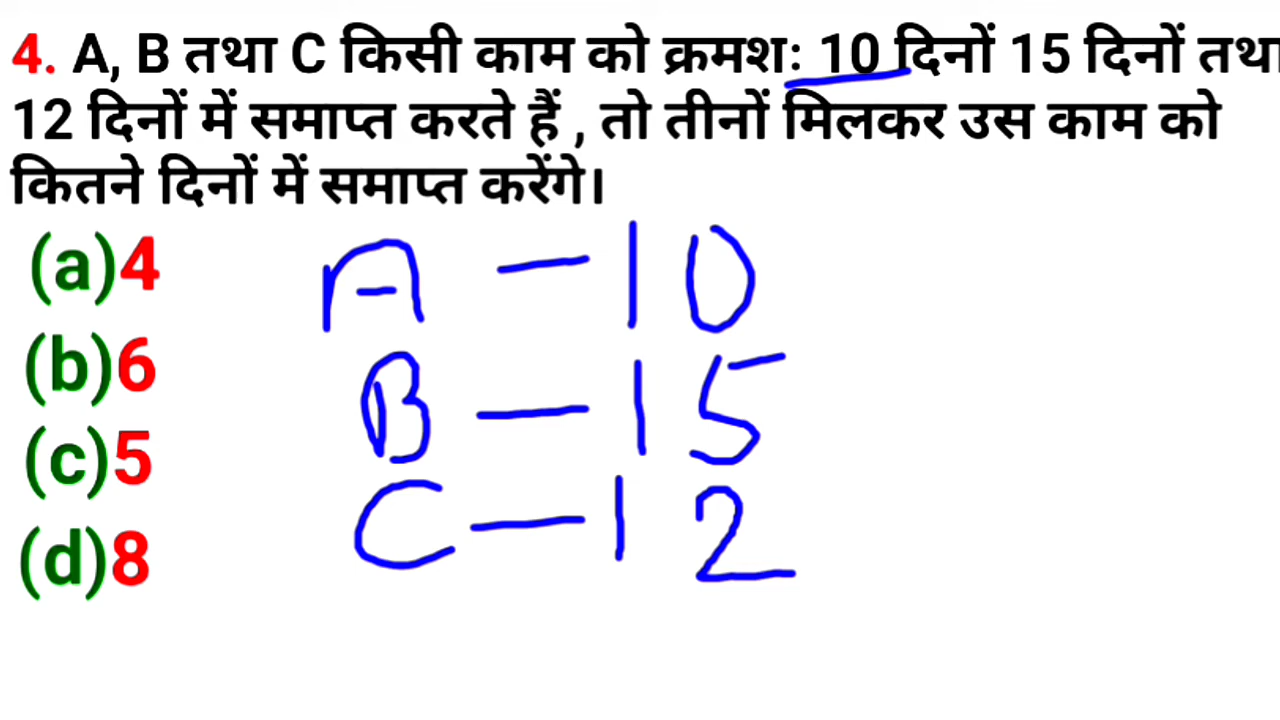 4. A, B तथा C किसी काम को क्रमशः 10 दिनों 15 दिनों तथा
12 दिनों में समाप्त करते हैं , तो तीनों मिलकर उस काम को
कितने दिनों में समाप्त करेंगे।
(a)4
(b)6
(c)5
(d)8
A – 10
B – 15
C – 12